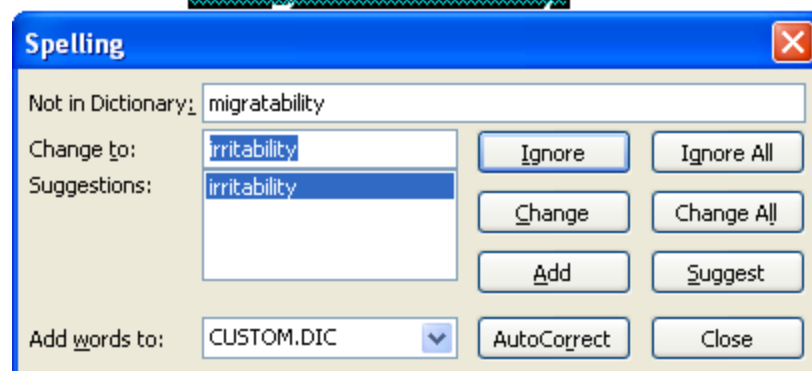 Spelling
Not in Dictionary: migratability
Change to: irritability Ignore Ignore All
Suggestions: irritability
Change Change All
Add Suggest
Add words to: CUSTOM.DIC AutoCorrect Close